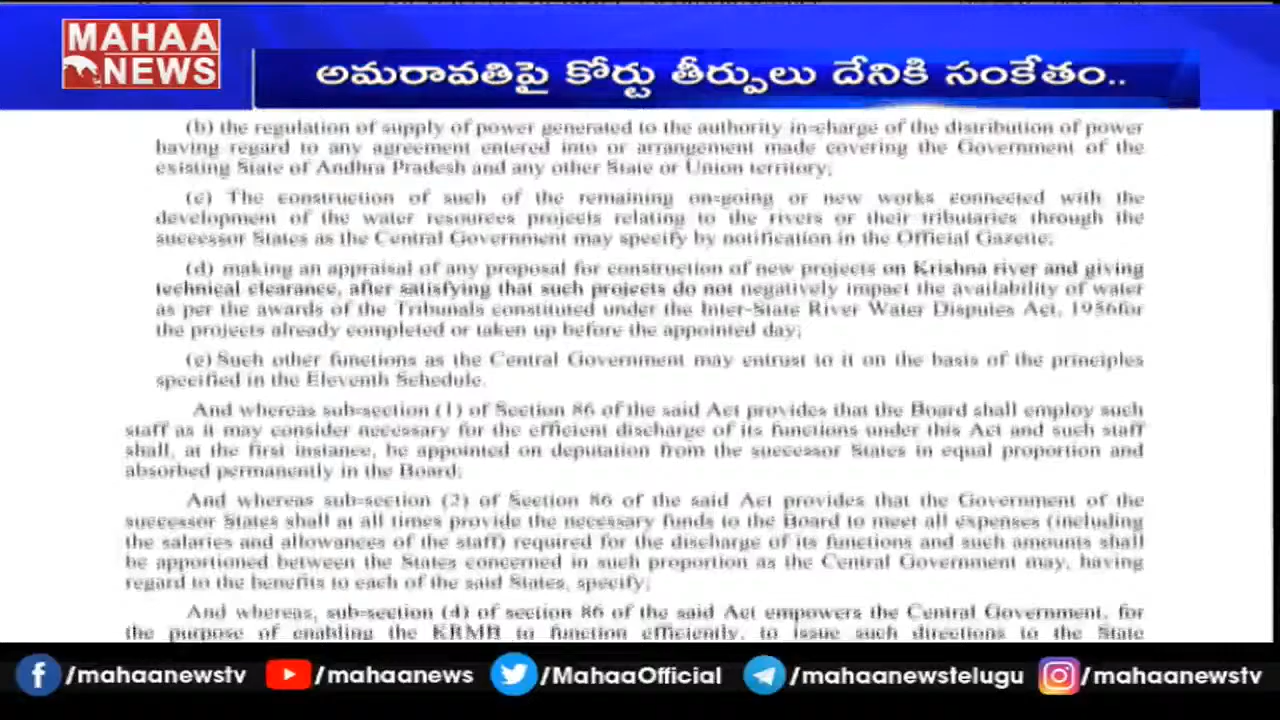 MAHAA
NEWS
అమరావతిపై కోర్టు తీర్పులు దేనికి సంకేతం..
(b) the regulation of supply of power generated to the authority in-charge of the distribution of power
having regard to any agreement entered into or arrangement made covering the Government of the
existing State of Andhra Pradesh and any other State or Union territory;
(c) The construction of such of the remaining on-going or new works connected with the
development of the water resources projects relating to the rivers or their tributaries through the
successor States as the Central Government may specify by notification in the Official Gazette;
(d) making an appraisal of any proposal for construction of new projects on Krishna river and giving
technical clearance, after satisfying that such projects do not negatively impact the availability of water
as per the awards of the Tribunals constituted under the Inter-State River Water Disputes Act, 1956for
the projects already completed or taken up before the appointed day;
(e) Such other functions as the Central Government may entrust to it on the basis of the principles
specified in the Eleventh Schedule.
And whereas sub-section (1) of Section 86 of the said Act provides that the Board shall employ such
staff as it may consider necessary for the efficient discharge of its functions under this Act and such staff
shall, at the first instance, be appointed on deputation from the successor States in equal proportion and
absorbed permanently in the Board;
And whereas sub-section (2) of Section 86 of the said Act provides that the Government of the
successor States shall at all times provide the necessary funds to the Board to meet all expenses (including
the salaries and allowances of the staff) required for the discharge of its functions and such amounts shall
be apportioned between the States concerned in such proportion as the Central Government may, having
regard to the benefits to each of the said States, specify;
And whereas, sub-section (4) of section 86 of the said Act empowers the Central Government, for
the purpose of enabling the KRMB to function efficiently, to issue such directions to the State
/mahaanewstv
/mahaanews
/MahaaOfficial
/mahaanewstelugu
/mahaanewstv